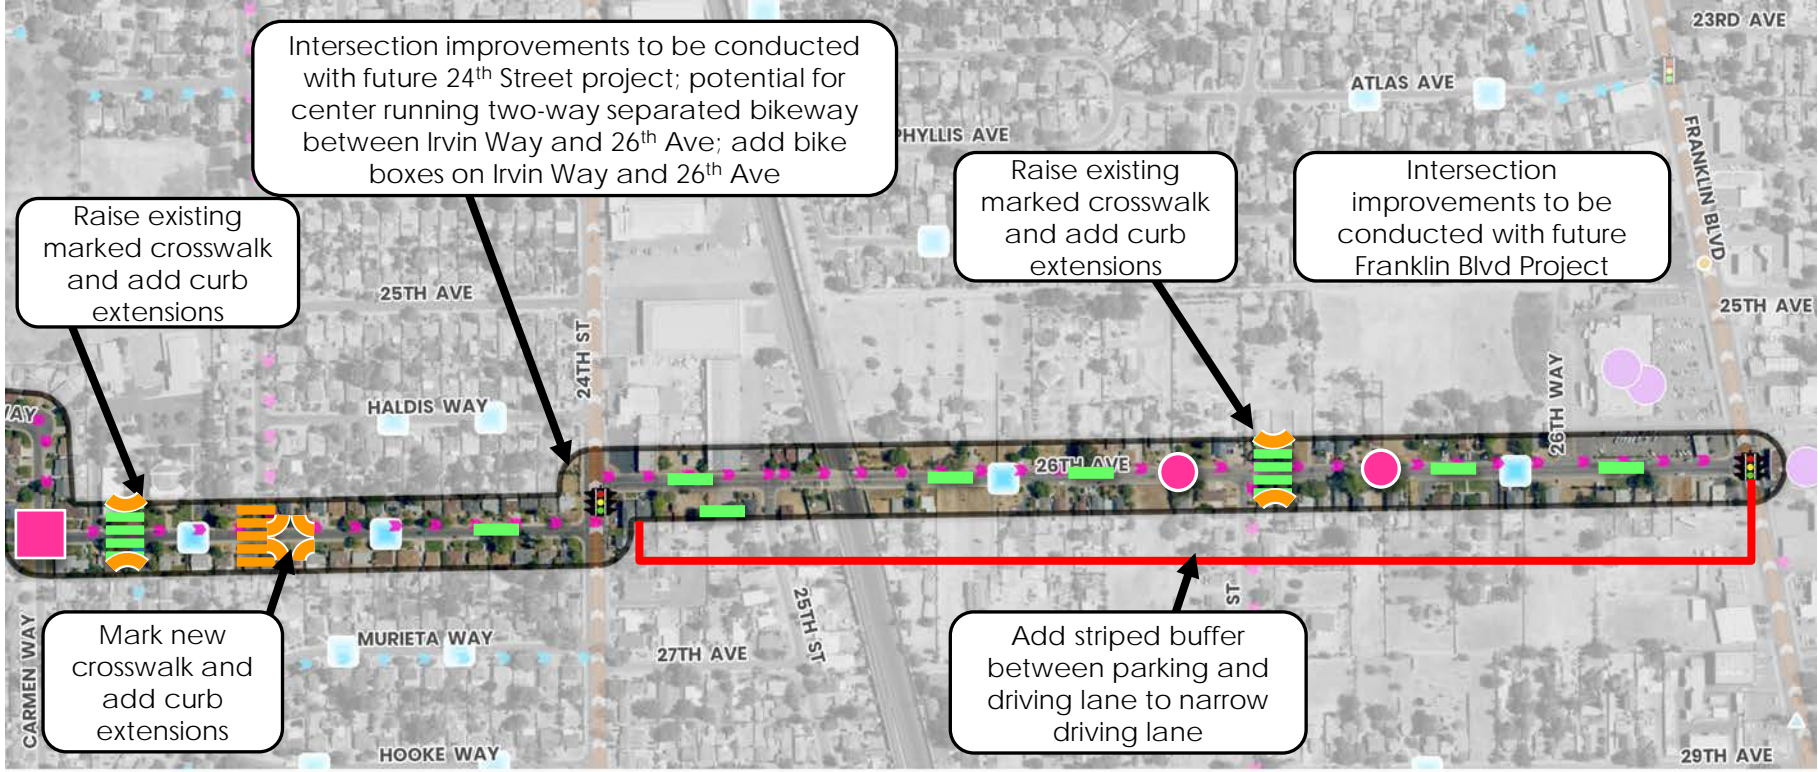 23RD AVE
Intersection improvements to be conducted
with future 24th Street project; potential for
center running two-way separated bikeway
between Irvin Way and 26th Ave; add bike
boxes on Irvin Way and 26th Ave
ATLAS AVE
PHYLLIS AVE
FRANKLIN BLVD
Raise existing
marked crosswalk
and add curb
extensions
Intersection
improvements to be
conducted with future
Franklin Blvd Project
Raise existing
marked crosswalk
and add curb
extensions
25TH AVE
25TH AVE
24TH ST
HALDIS WAY
26TH WAY
WAY
26TH AVE
ST
25TH ST
CARMEN WAY
Mark new
crosswalk and
add curb
extensions
MURIETA WAY
27TH AVE
Add striped buffer
between parking and
driving lane to narrow
driving lane
HOOKE WAY
29TH AVE